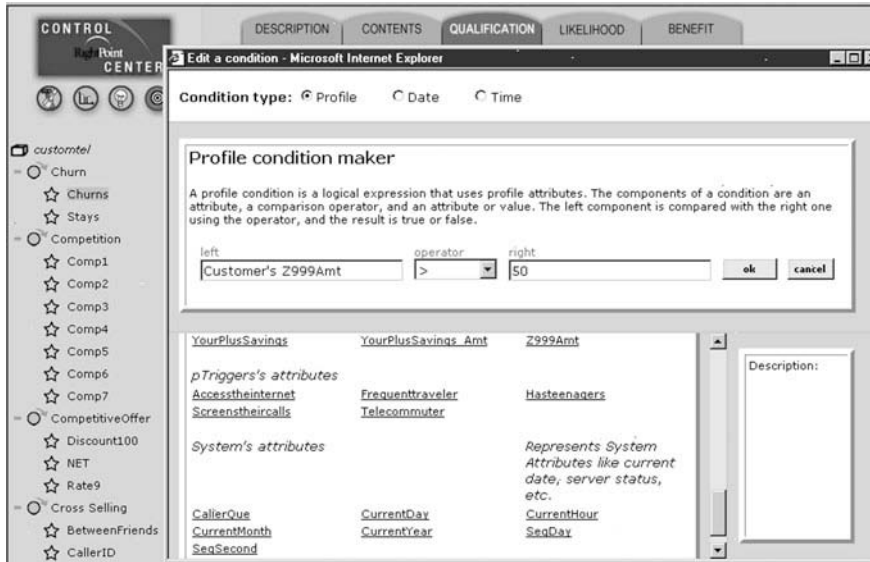 CONTROL
RightPoint
CENTER
DESCRIPTION
CONTENTS
QUALIFICATION
LIKELIHOOD
BENEFIT
Edit a condition - Microsoft Internet Explorer
Condition type: Profile Date Time
customtel
Churn
Churns
Stays
Competition
Comp1
Comp2
Comp3
Comp4
Comp5
Comp6
Comp7
CompetitiveOffer
Discount100
NET
Rate9
Cross Selling
BetweenFriends
CallerID
Profile condition maker
A profile condition is a logical expression that uses profile attributes. The components of a condition are an
attribute, a comparison operator, and an attribute or value. The left component is compared with the right one
using the operator, and the result is true or false.
left operator right
Customer's Z999Amt > 50 ok cancel
YourPlusSavings YourPlusSavings_Amt Z999Amt
pTriggers's attributes
Accesstheinternet Frequenttraveler Hasteenagers
Screenstheircalls Telecommuter
System's attributes Represents System
Attributes like current
date, server status,
etc.
CallerQue CurrentDay CurrentHour
CurrentMonth CurrentYear SeqDay
SeqSecond
Description: